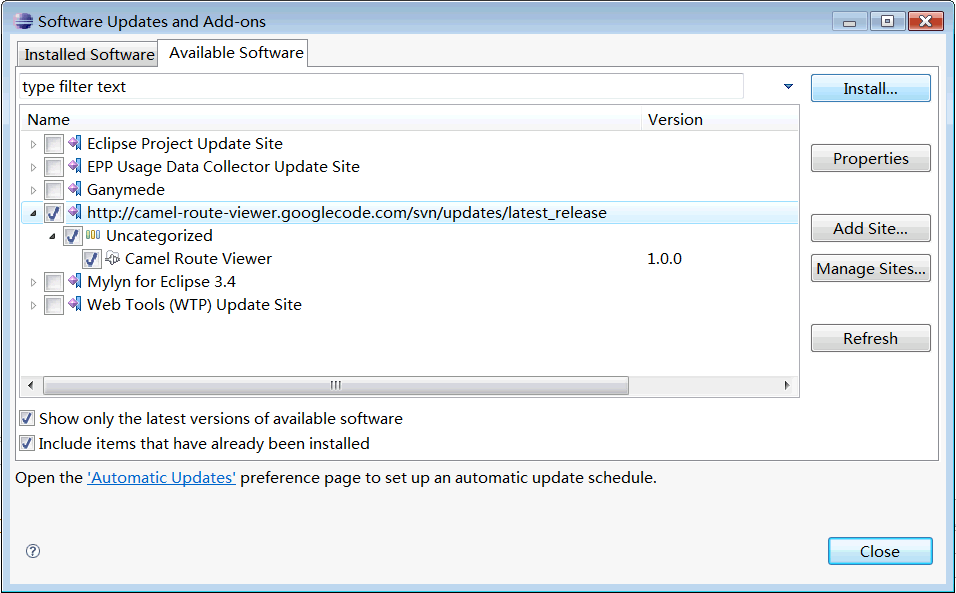 Software Updates and Add-ons
Installed Software
Available Software
type filter text
Install...
Name
Version
Eclipse Project Update Site
EPP Usage Data Collector Update Site
Properties
Ganymede
http://camel-route-viewer.googlecode.com/svn/updates/latest_release
Add Site...
Uncategorized
Camel Route Viewer
1.0.0
Manage Sites...
Mylyn for Eclipse 3.4
Web Tools (WTP) Update Site
Refresh
Show only the latest versions of available software
Include items that have already been installed
Open the 'Automatic Updates' preference page to set up an automatic update schedule.
?
Close